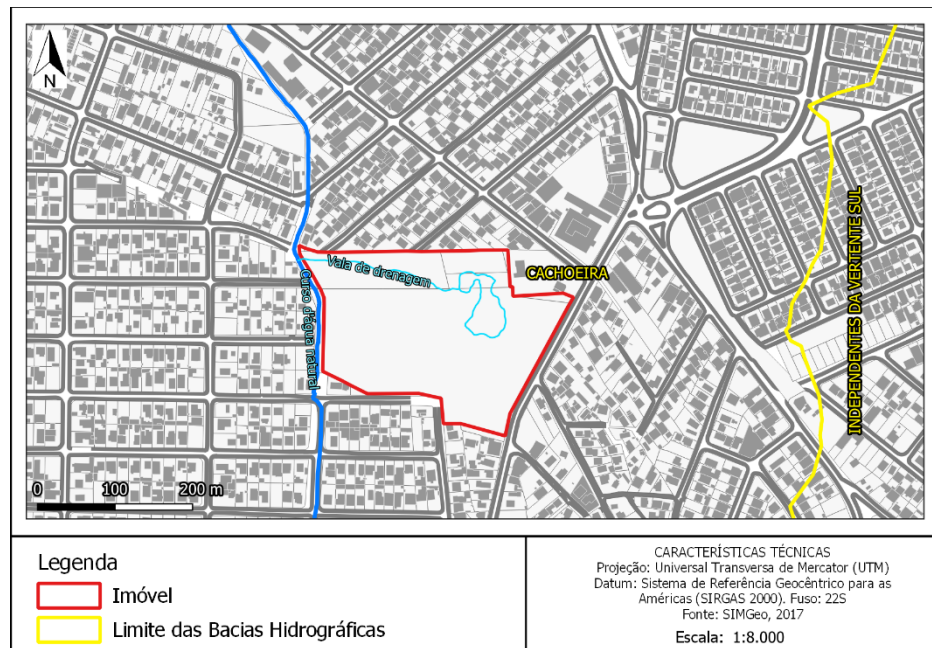 N
Vala de drenagem
CACHOEIRA
Curso d'água natural
INDEPENDENTES DA VERTENTE SUL
0 100 200 m
Legenda
Imóvel
Limite das Bacias Hidrográficas
CARACTERÍSTICAS TÉCNICAS
Projeção: Universal Transversa de Mercator (UTM)
Datum: Sistema de Referência Geocêntrico para as
Américas (SIRGAS 2000). Fuso: 22S
Fonte: SIMGeo, 2017
Escala: 1:8.000